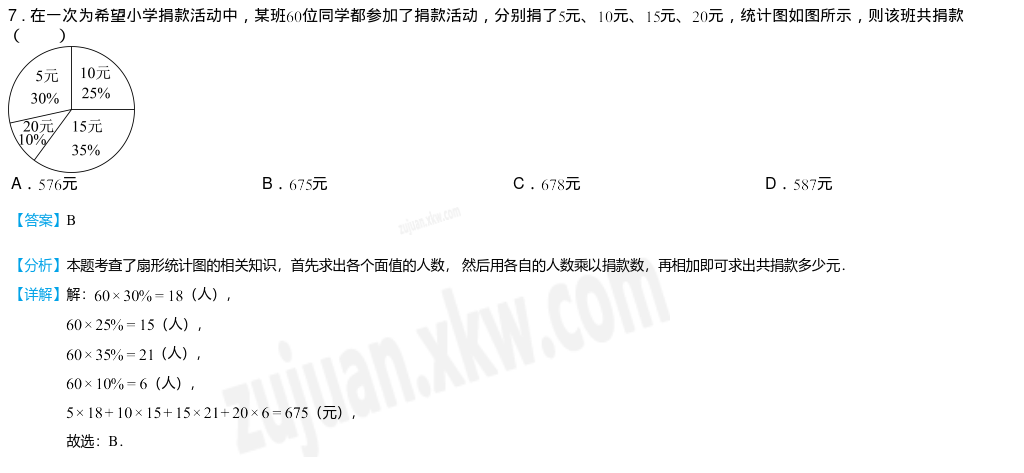 7．在一次为希望小学捐款活动中，某班60位同学都参加了捐款活动，分别捐了5元、10元、15元、20元，统计图如图所示，则该班共捐款
（　　）
5元 10元
30% 25%
20元 15元
10% 35%
A．576元 B．675元 C．678元 D．587元
【答案】B
zujuan.xkw.com
【分析】本题考查了扇形统计图的相关知识，首先求出各个面值的人数， 然后用各自的人数乘以捐款数，再相加即可求出共捐款多少元．
【详解】解：60×30%=18（人），
60×25%=15（人），
60×35%=21（人），
60×10%=6（人），
5×18+10×15+15×21+20×6=675（元），
故选：B．
zujuan.xkw.com